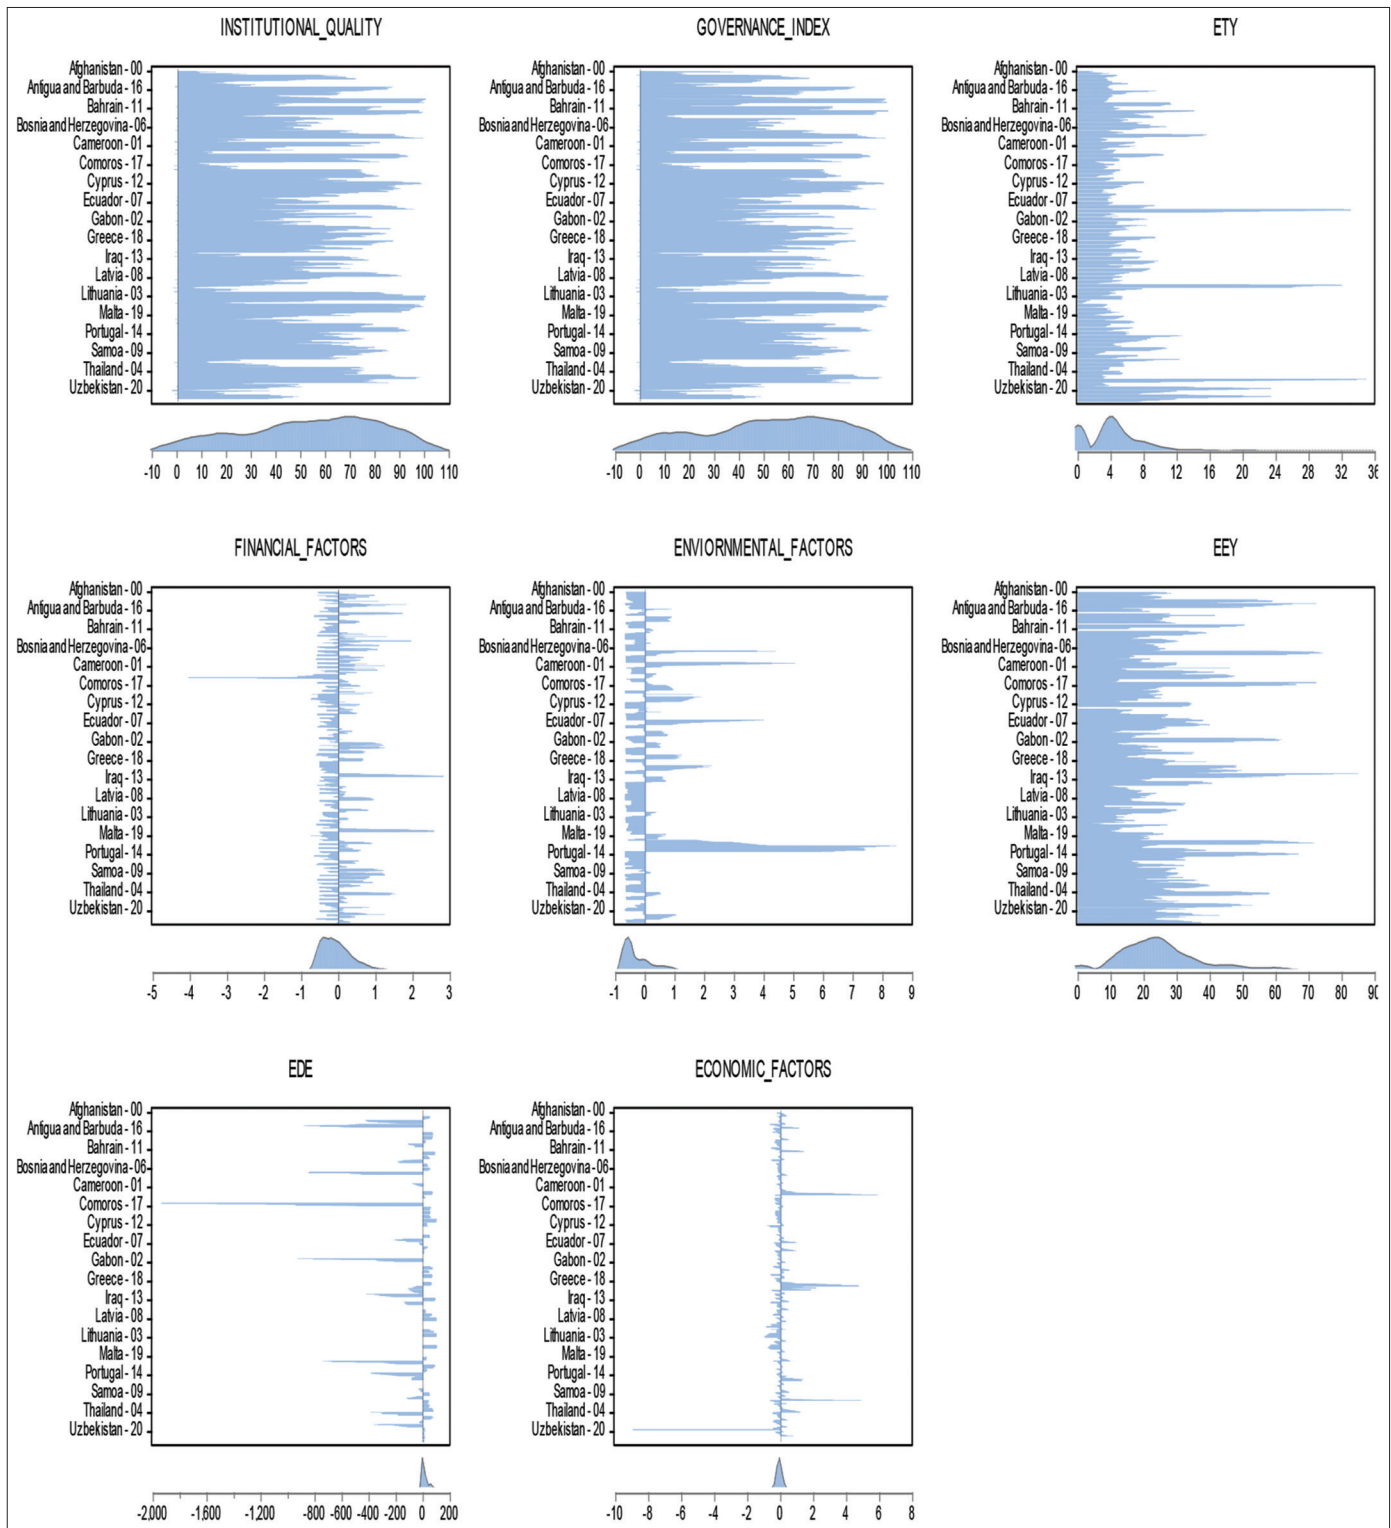 INSTITUTIONAL_QUALITY
Afghanistan - 00
Antigua and Barbuda - 16
Bahrain - 11
Bosnia and Herzegovina - 06
Cameroon - 01
Comoros - 17
Cyprus - 12
Ecuador - 07
Gabon - 02
Greece - 18
Iraq - 13
Latvia - 08
Lithuania - 03
Malta - 19
Portugal - 14
Samoa - 09
Thailand - 04
Uzbekistan - 20
-10 0 10 20 30 40 50 60 70 80 90 100 110
GOVERNANCE_INDEX
Afghanistan - 00
Antigua and Barbuda - 16
Bahrain - 11
Bosnia and Herzegovina - 06
Cameroon - 01
Comoros - 17
Cyprus - 12
Ecuador - 07
Gabon - 02
Greece - 18
Iraq - 13
Latvia - 08
Lithuania - 03
Malta - 19
Portugal - 14
Samoa - 09
Thailand - 04
Uzbekistan - 20
-10 0 10 20 30 40 50 60 70 80 90 100 110
ETY
Afghanistan - 00
Antigua and Barbuda - 16
Bahrain - 11
Bosnia and Herzegovina - 06
Cameroon - 01
Comoros - 17
Cyprus - 12
Ecuador - 07
Gabon - 02
Greece - 18
Iraq - 13
Latvia - 08
Lithuania - 03
Malta - 19
Portugal - 14
Samoa - 09
Thailand - 04
Uzbekistan - 20
0 4 8 12 16 20 24 28 32 36
FINANCIAL_FACTORS
Afghanistan - 00
Antigua and Barbuda - 16
Bahrain - 11
Bosnia and Herzegovina - 06
Cameroon - 01
Comoros - 17
Cyprus - 12
Ecuador - 07
Gabon - 02
Greece - 18
Iraq - 13
Latvia - 08
Lithuania - 03
Malta - 19
Portugal - 14
Samoa - 09
Thailand - 04
Uzbekistan - 20
-5 -4 -3 -2 -1 0 1 2 3
ENVIORNMENTAL_FACTORS
Afghanistan - 00
Antigua and Barbuda - 16
Bahrain - 11
Bosnia and Herzegovina - 06
Cameroon - 01
Comoros - 17
Cyprus - 12
Ecuador - 07
Gabon - 02
Greece - 18
Iraq - 13
Latvia - 08
Lithuania - 03
Malta - 19
Portugal - 14
Samoa - 09
Thailand - 04
Uzbekistan - 20
-1 0 1 2 3 4 5 6 7 8 9
EEY
Afghanistan - 00
Antigua and Barbuda - 16
Bahrain - 11
Bosnia and Herzegovina - 06
Cameroon - 01
Comoros - 17
Cyprus - 12
Ecuador - 07
Gabon - 02
Greece - 18
Iraq - 13
Latvia - 08
Lithuania - 03
Malta - 19
Portugal - 14
Samoa - 09
Thailand - 04
Uzbekistan - 20
0 10 20 30 40 50 60 70 80 90
EDE
Afghanistan - 00
Antigua and Barbuda - 16
Bahrain - 11
Bosnia and Herzegovina - 06
Cameroon - 01
Comoros - 17
Cyprus - 12
Ecuador - 07
Gabon - 02
Greece - 18
Iraq - 13
Latvia - 08
Lithuania - 03
Malta - 19
Portugal - 14
Samoa - 09
Thailand - 04
Uzbekistan - 20
-2,000 -1,600 -1,200 -800 -600 -400 -200 0 200
ECONOMIC_FACTORS
Afghanistan - 00
Antigua and Barbuda - 16
Bahrain - 11
Bosnia and Herzegovina - 06
Cameroon - 01
Comoros - 17
Cyprus - 12
Ecuador - 07
Gabon - 02
Greece - 18
Iraq - 13
Latvia - 08
Lithuania - 03
Malta - 19
Portugal - 14
Samoa - 09
Thailand - 04
Uzbekistan - 20
-10 -8 -6 -4 -2 0 2 4 6 8